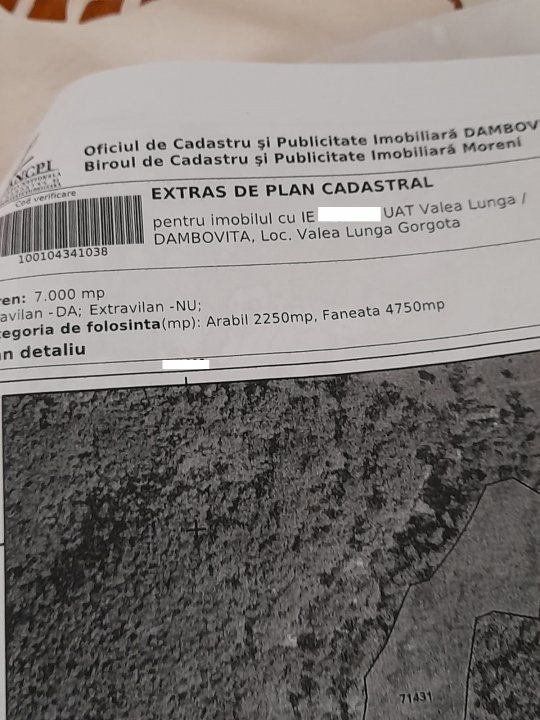 ANCPI
Oficiul de Cadastru și Publicitate Imobiliară DAMBOV
Biroul de Cadastru și Publicitate Imobiliară Moreni
Cod verificare
100104341038
EXTRAS DE PLAN CADASTRAL
pentru imobilul cu IE UAT Valea Lunga /
DAMBOVITA, Loc. Valea Lunga Gorgota
ren: 7.000 mp
avilan -DA; Extravilan -NU;
tegoria de folosinta(mp): Arabil 2250mp, Faneata 4750mp
n detaliu
71431